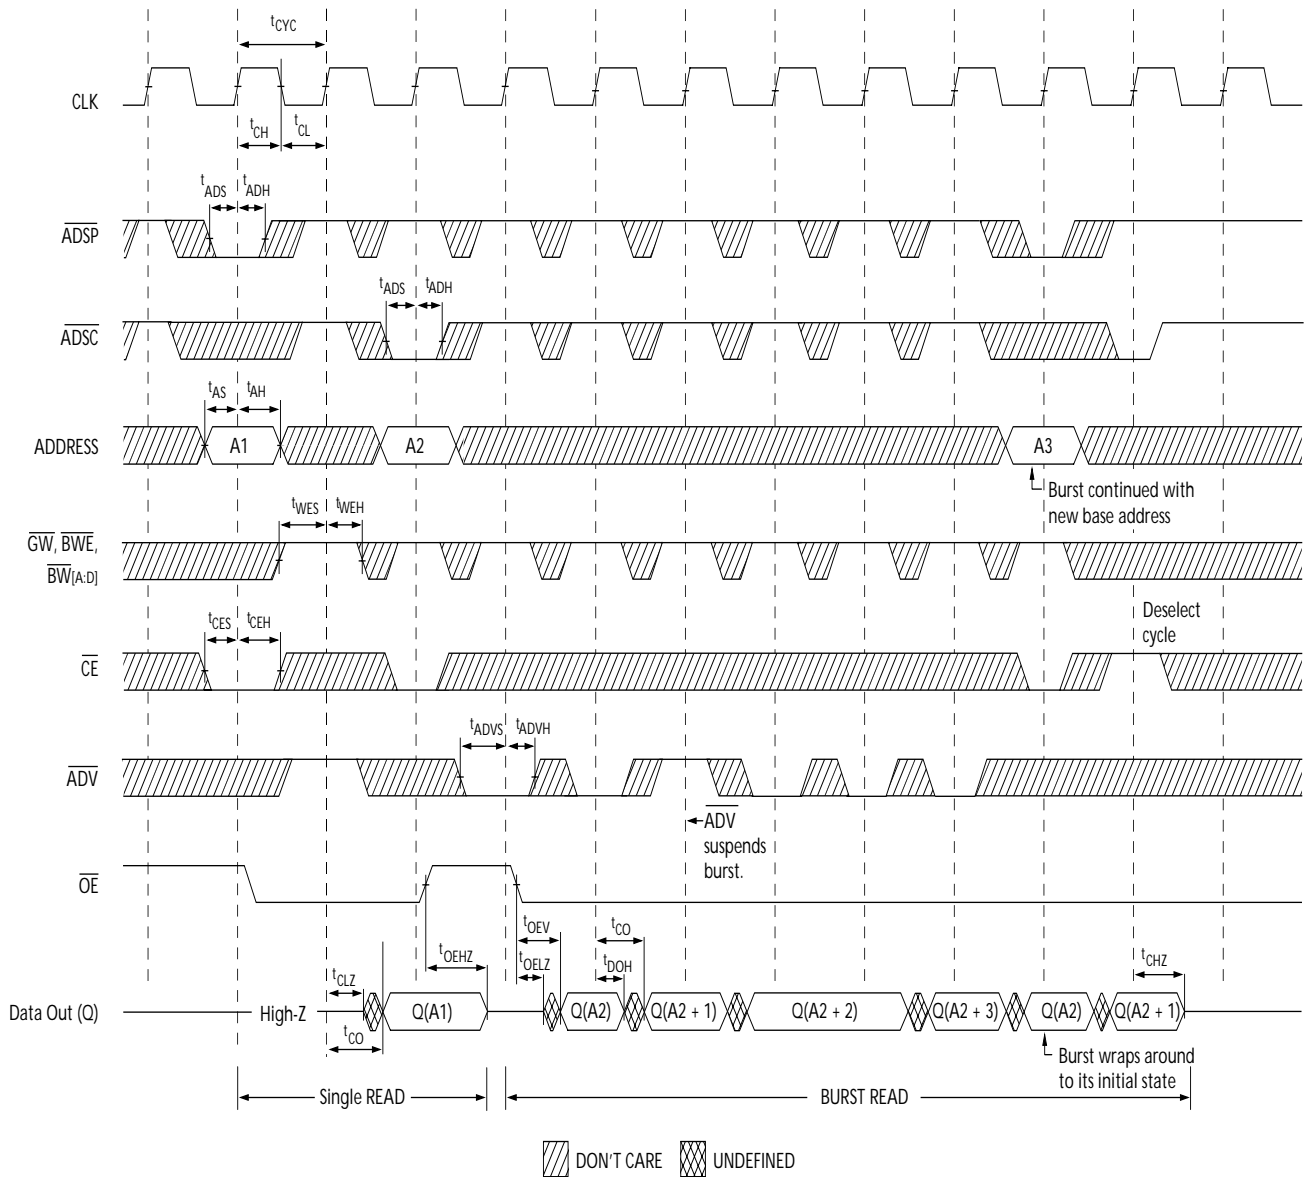 tCYC
CLK
tCH
tCL
tADS
tADH
ADSP
tADS
tADH
ADSC
tAS
tAH
ADDRESS
A1
A2
A3
Burst continued with
new base address
tWES
tWEH
GW, BWE,
BW[A:D]
Deselect
cycle
tCES
tCEH
CE
tADVS
tADVH
ADV
ADV
suspends
burst.
OE
tOEV
tCO
tOEHZ
tOELZ
tDOH
tCLZ
tCHZ
Data Out (Q)
High-Z
Q(A1)
Q(A2)
Q(A2 + 1)
Q(A2 + 2)
Q(A2 + 3)
Q(A2)
Q(A2 + 1)
tCO
Burst wraps around
to its initial state
Single READ
BURST READ
DON'T CARE
UNDEFINED